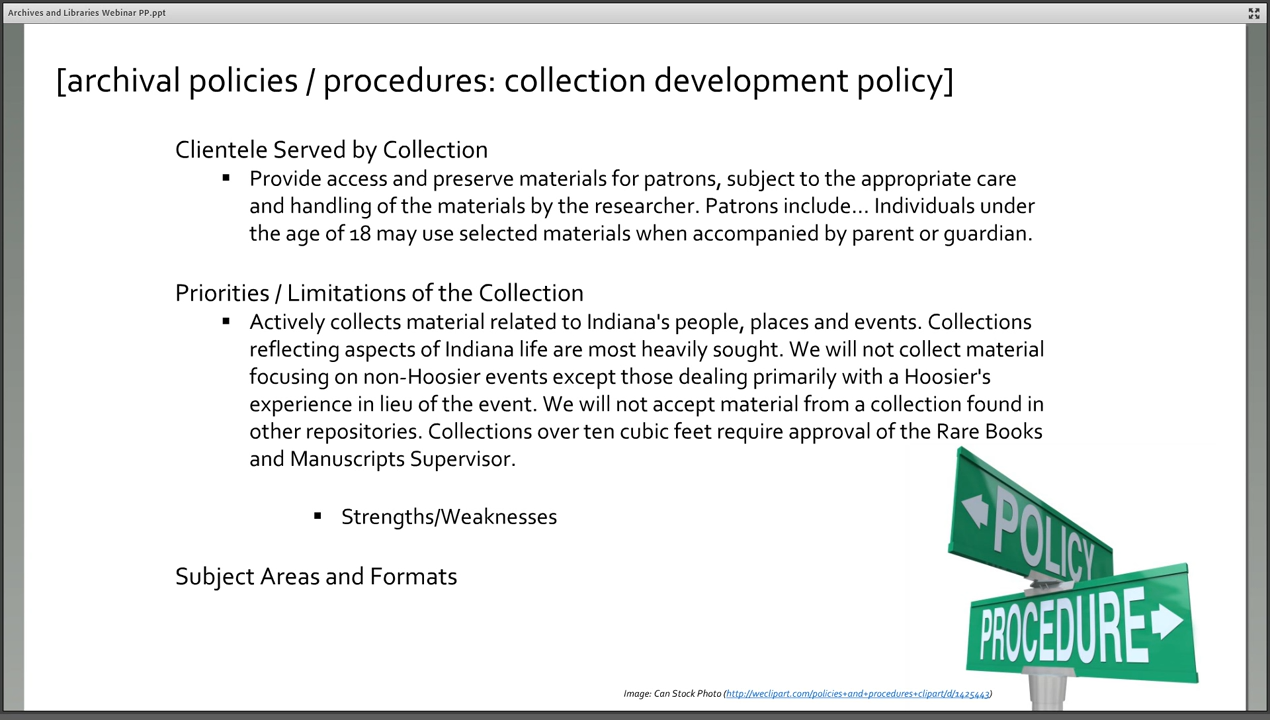 Archives and Libraries Webinar PP.ppt
[archival policies / procedures: collection development policy]
Clientele Served by Collection
▪ Provide access and preserve materials for patrons, subject to the appropriate care
and handling of the materials by the researcher. Patrons include... Individuals under
the age of 18 may use selected materials when accompanied by parent or guardian.
Priorities / Limitations of the Collection
▪ Actively collects material related to Indiana's people, places and events. Collections
reflecting aspects of Indiana life are most heavily sought. We will not collect material
focusing on non-Hoosier events except those dealing primarily with a Hoosier's
experience in lieu of the event. We will not accept material from a collection found in
other repositories. Collections over ten cubic feet require approval of the Rare Books
and Manuscripts Supervisor.
▪ Strengths/Weaknesses
Subject Areas and Formats
POLICY
PROCEDURE
Image: Can Stock Photo (http://weclipart.com/policies+and+procedures+clipart/d/1425443)